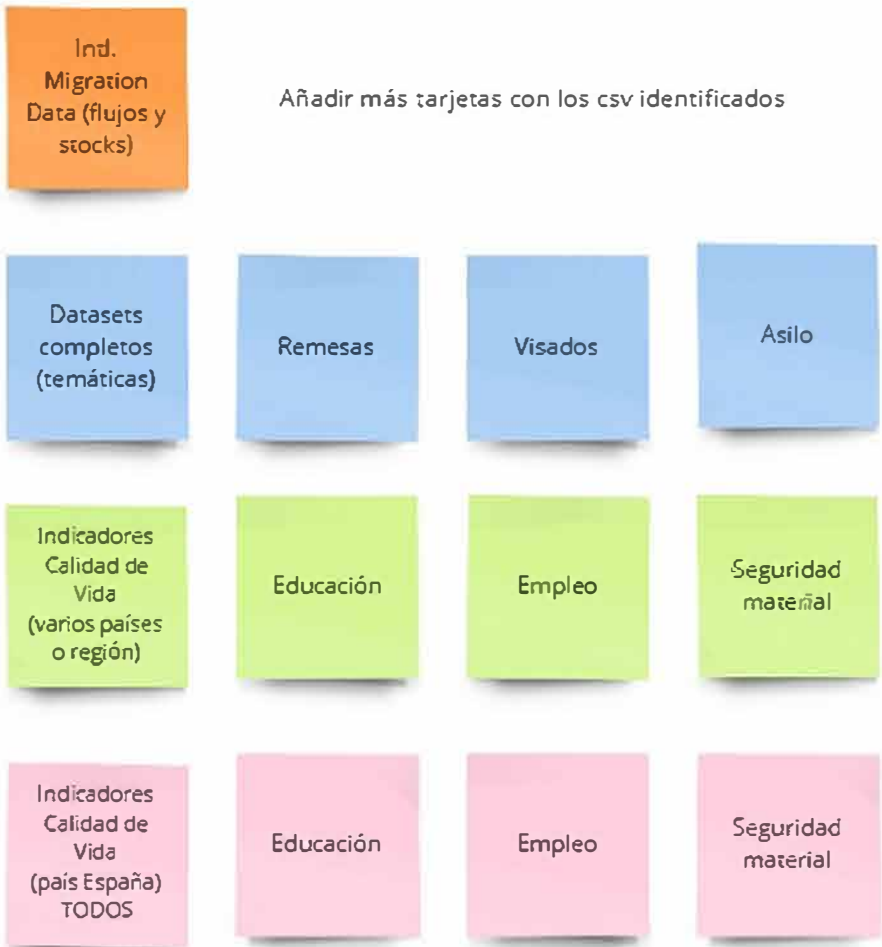 Ind.
Migration
Data (flujos y
stocks)
Añadir más tarjetas con los csv identificados
Datasets
completos
(temáticas)
Remesas
Visados
Asilo
Indicadores
Calidad de
Vida
(varios países
o región)
Educación
Empleo
Seguridad
material
Indicadores
Calidad de
Vida
(país España)
TODOS
Educación
Empleo
Seguridad
material